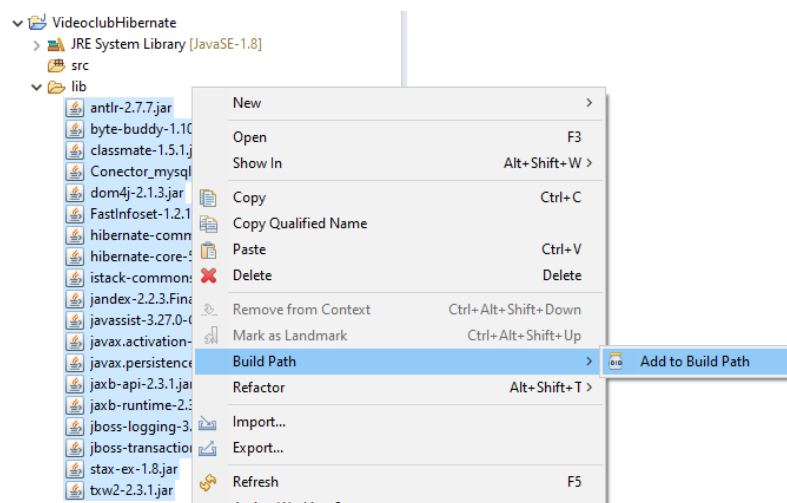 VideoclubHibernate
JRE System Library [JavaSE-1.8]
src
lib
antlr-2.7.7.jar
byte-buddy-1.10
classmate-1.5.1.j
Conector_mysql
dom4j-2.1.3.jar
FastInfoset-1.2.1
hibernate-comm
hibernate-core-5
istack-commons
jandex-2.2.3.Fina
javassist-3.27.0-G
javax.activation-
javax.persistence
jaxb-api-2.3.1.jar
jaxb-runtime-2.3
jboss-logging-3.
jboss-transaction
stax-ex-1.8.jar
txw2-2.3.1.jar
New >
Open F3
Show In Alt+Shift+W >
Copy Ctrl+C
Copy Qualified Name
Paste Ctrl+V
Delete Delete
Remove from Context Ctrl+Alt+Shift+Down
Mark as Landmark Ctrl+Alt+Shift+Up
Build Path >
Add to Build Path
Refactor Alt+Shift+T >
Import...
Export...
Refresh F5